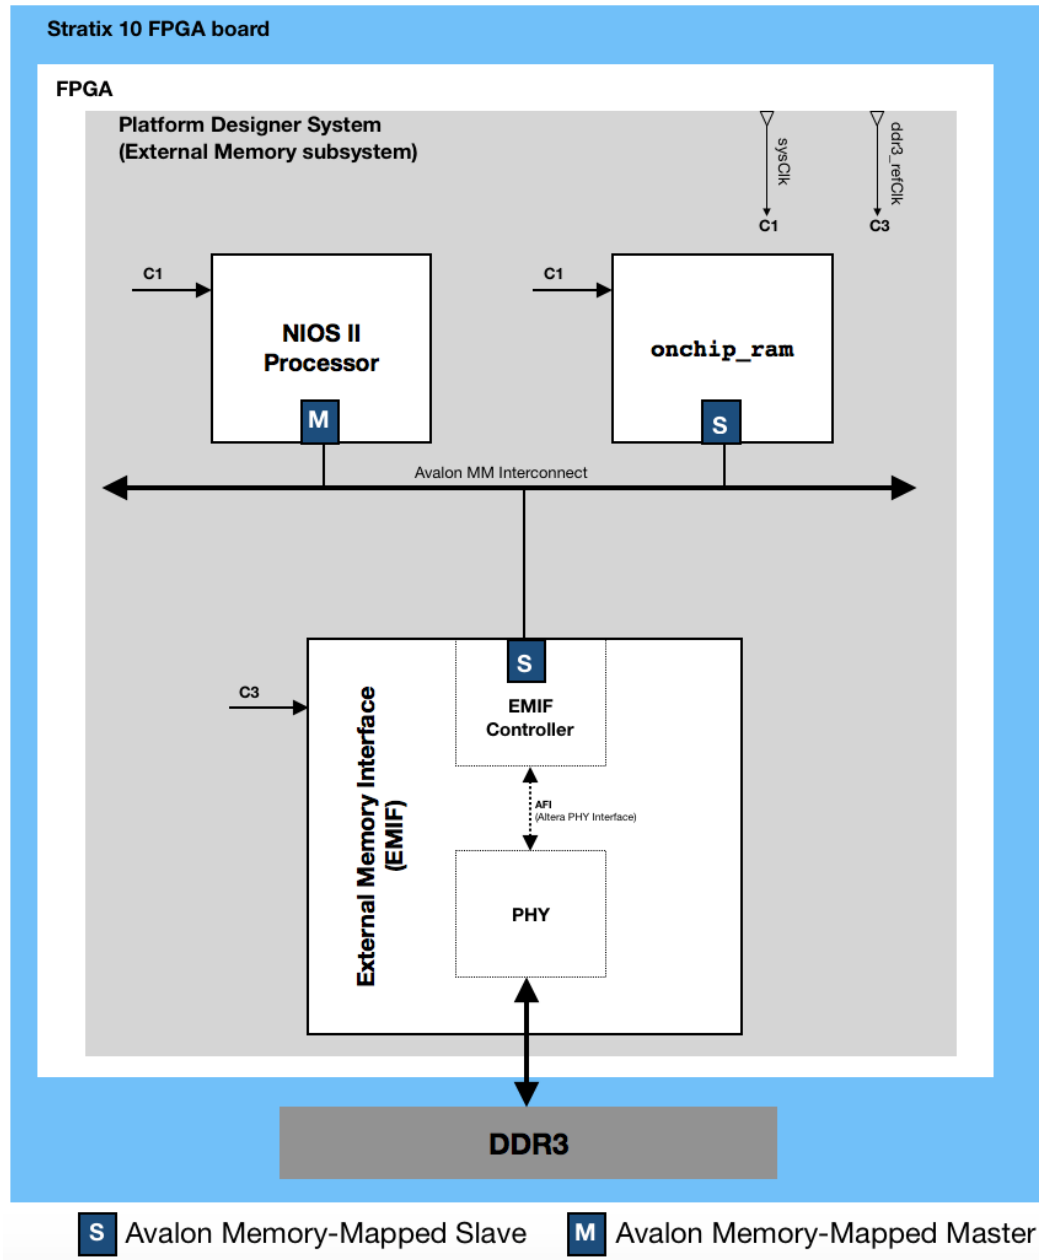 Stratix 10 FPGA board
FPGA
Platform Designer System
(External Memory subsystem)
sysClk
ddr3_refClk
C1
C3
C1
C1
NIOS II
Processor
onchip_ram
M
S
Avalon MM Interconnect
S
EMIF
Controller
C3
External Memory Interface
(EMIF)
AFI
(Altera PHY Interface)
PHY
DDR3
S Avalon Memory-Mapped Slave
M Avalon Memory-Mapped Master